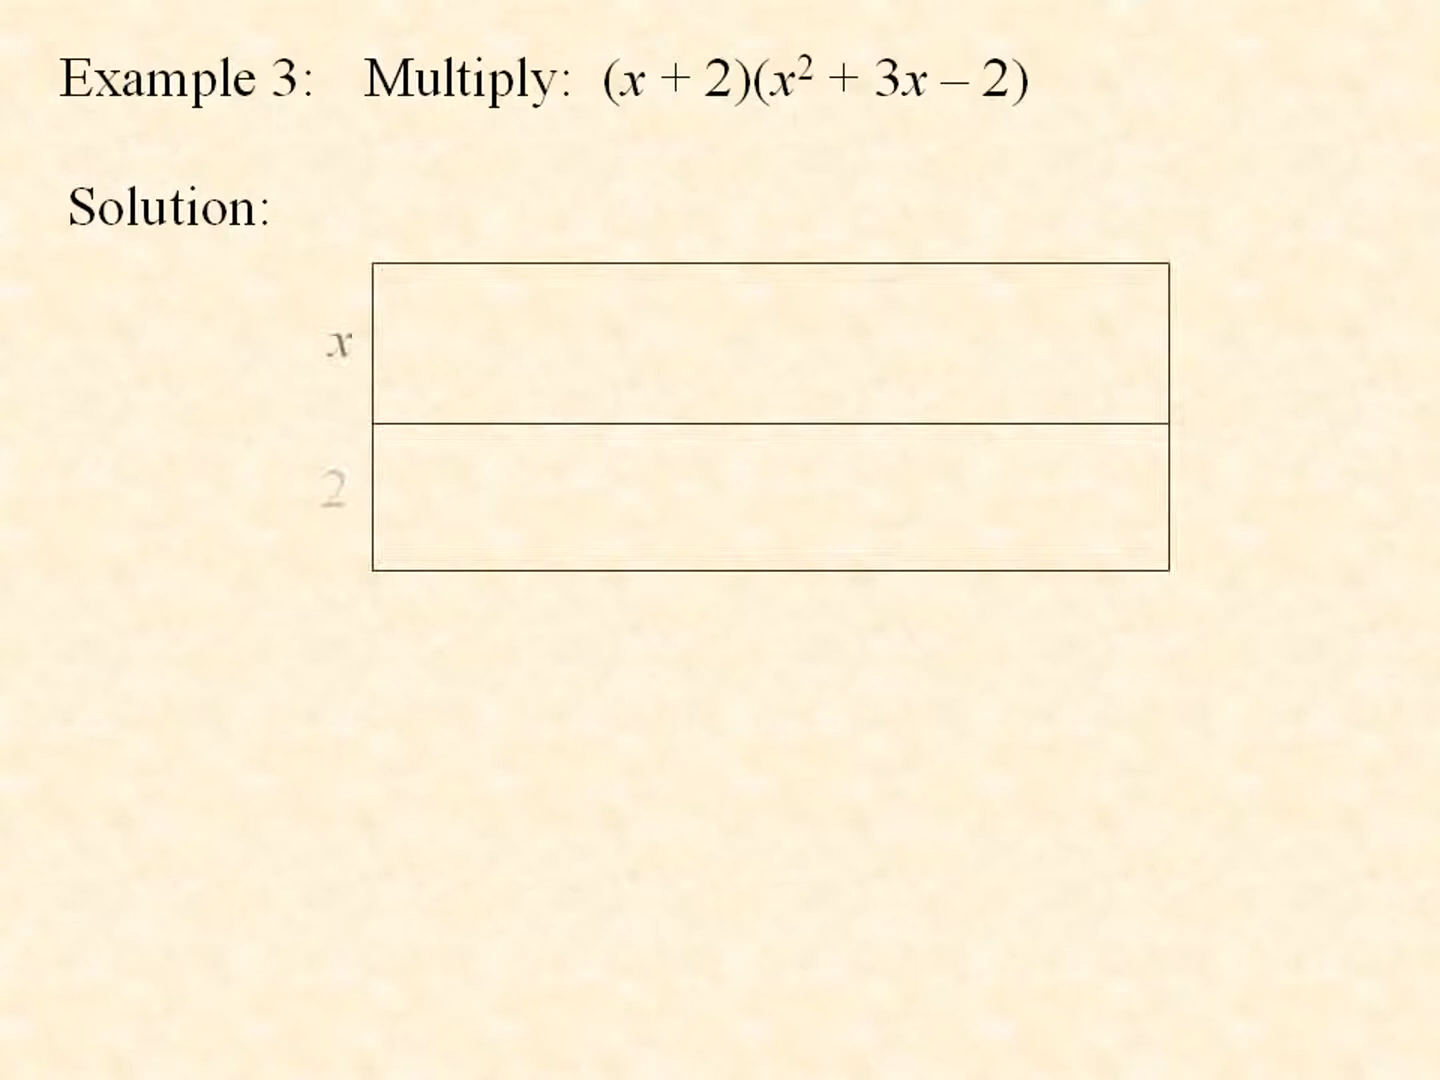 Example 3: Multiply: (x + 2)(x² + 3x – 2)
Solution:
x
2